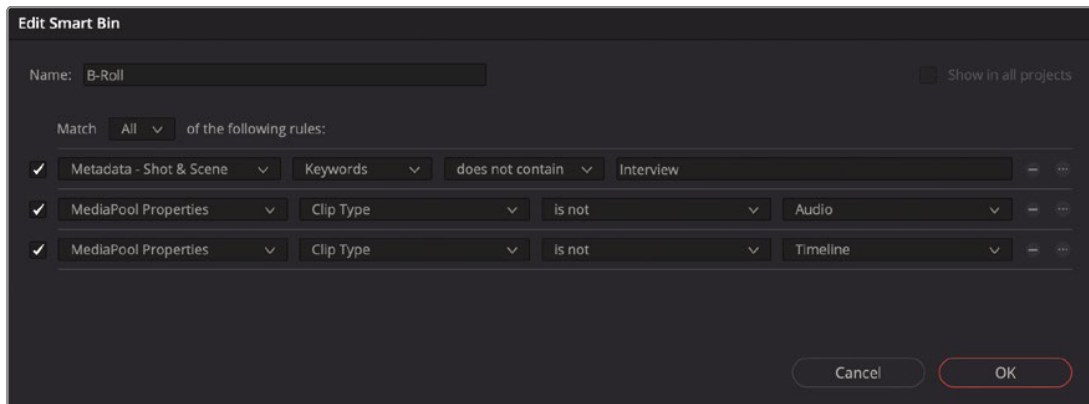 Edit Smart Bin
Name: B-Roll Show in all projects
Match All of the following rules:
Metadata - Shot & Scene Keywords does not contain Interview
MediaPool Properties Clip Type is not Audio
MediaPool Properties Clip Type is not Timeline
Cancel OK